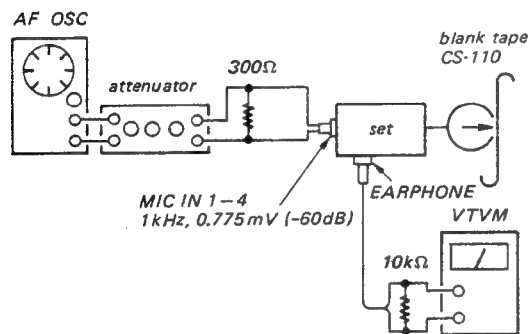 AF OSC
attenuator
300Ω
blank tape
CS-110
set
MIC IN 1-4
1kHz, 0.775mV (-60dB)
EARPHONE
VTVM
10kΩ